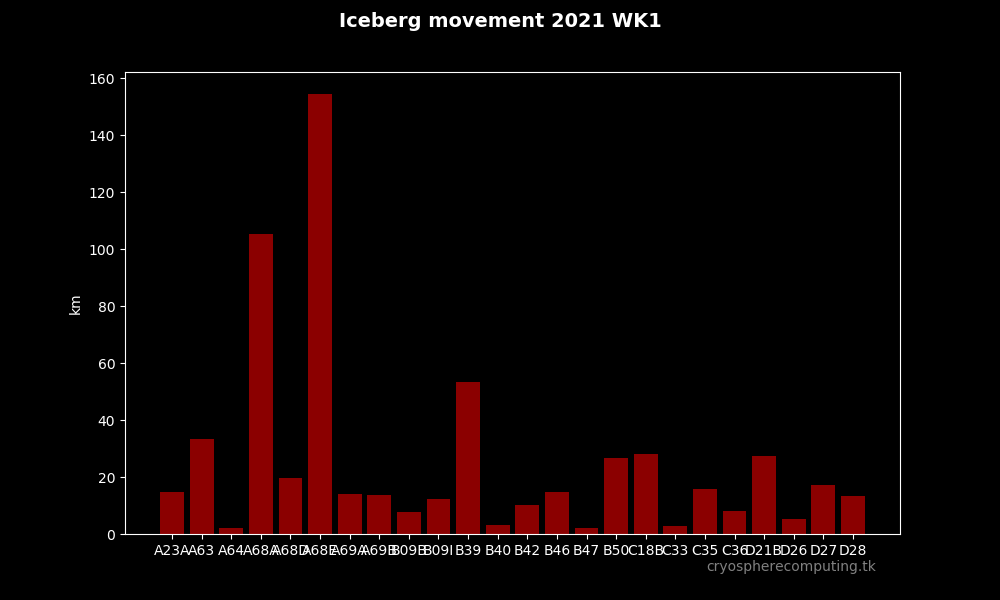 Iceberg movement 2021 WK1
160
140
120
100
80
60
40
20
0
km
A23A A63 A64 A68A A68D A68E A69A A69B B09B B09I B39 B40 B42 B46 B47 B50 C18B C33 C35 C36 D21B D26 D27 D28
cryospherecomputing.tk